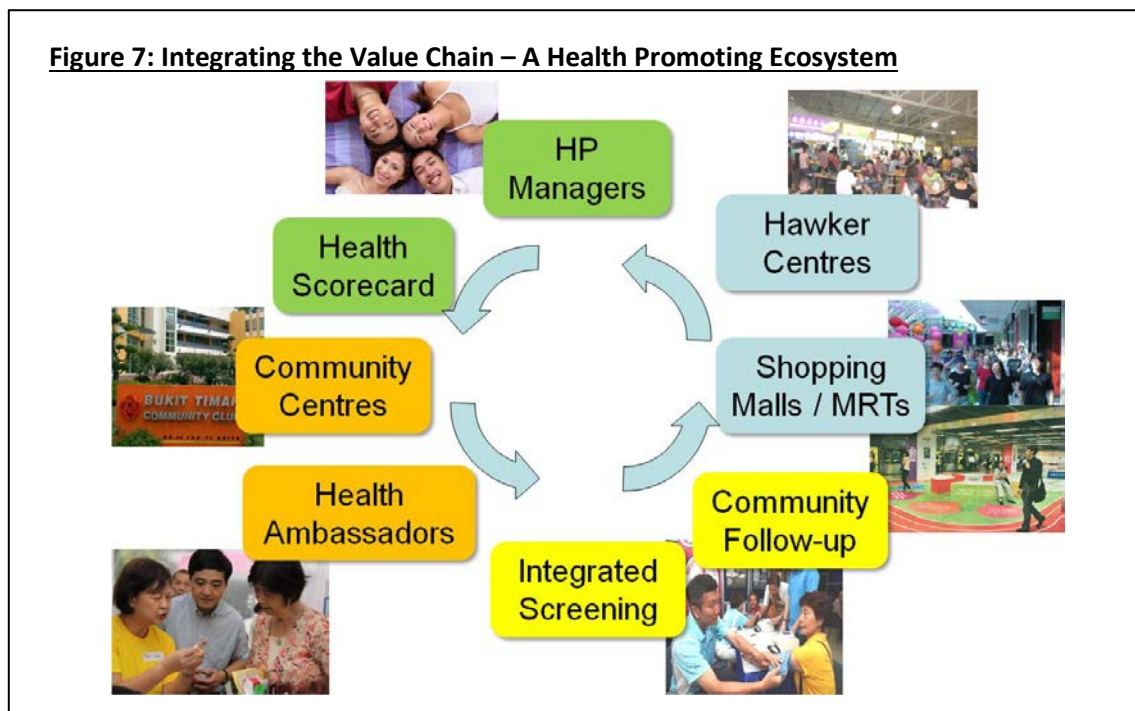 Figure 7: Integrating the Value Chain – A Health Promoting Ecosystem
HP
Managers
Health
Scorecard
Community
Centres
BUKIT TIMAH
COMMUNITY CLUB
Health
Ambassadors
Integrated
Screening
Community
Follow-up
Shopping
Malls / MRTs
Hawker
Centres